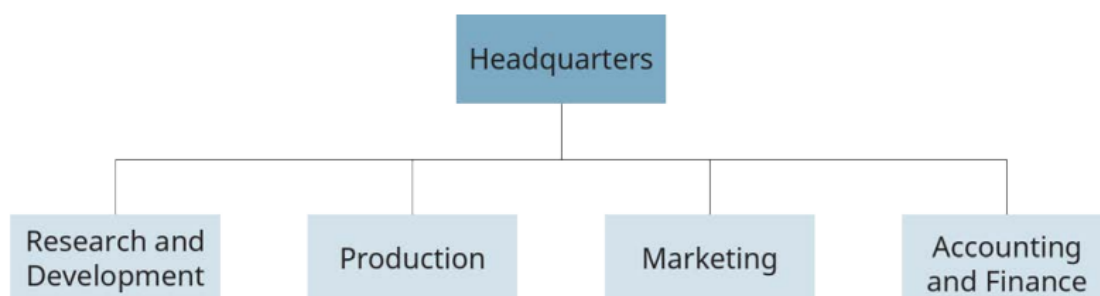 Headquarters
Research and
Development
Production
Marketing
Accounting
and Finance